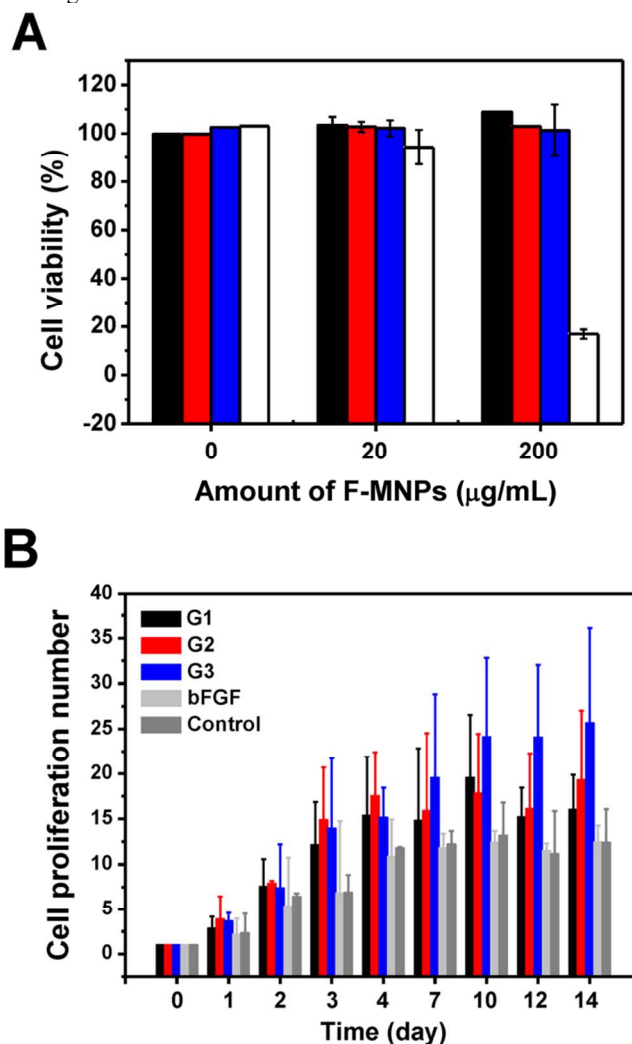 A
120
100
80
60
40
20
0
-20
Cell viability (%)
0 20 200
Amount of F-MNPs (μg/mL)
B
40
35
30
25
20
15
10
5
0
Cell proliferation number
G1
G2
G3
bFGF
Control
0 1 2 3 4 7 10 12 14
Time (day)